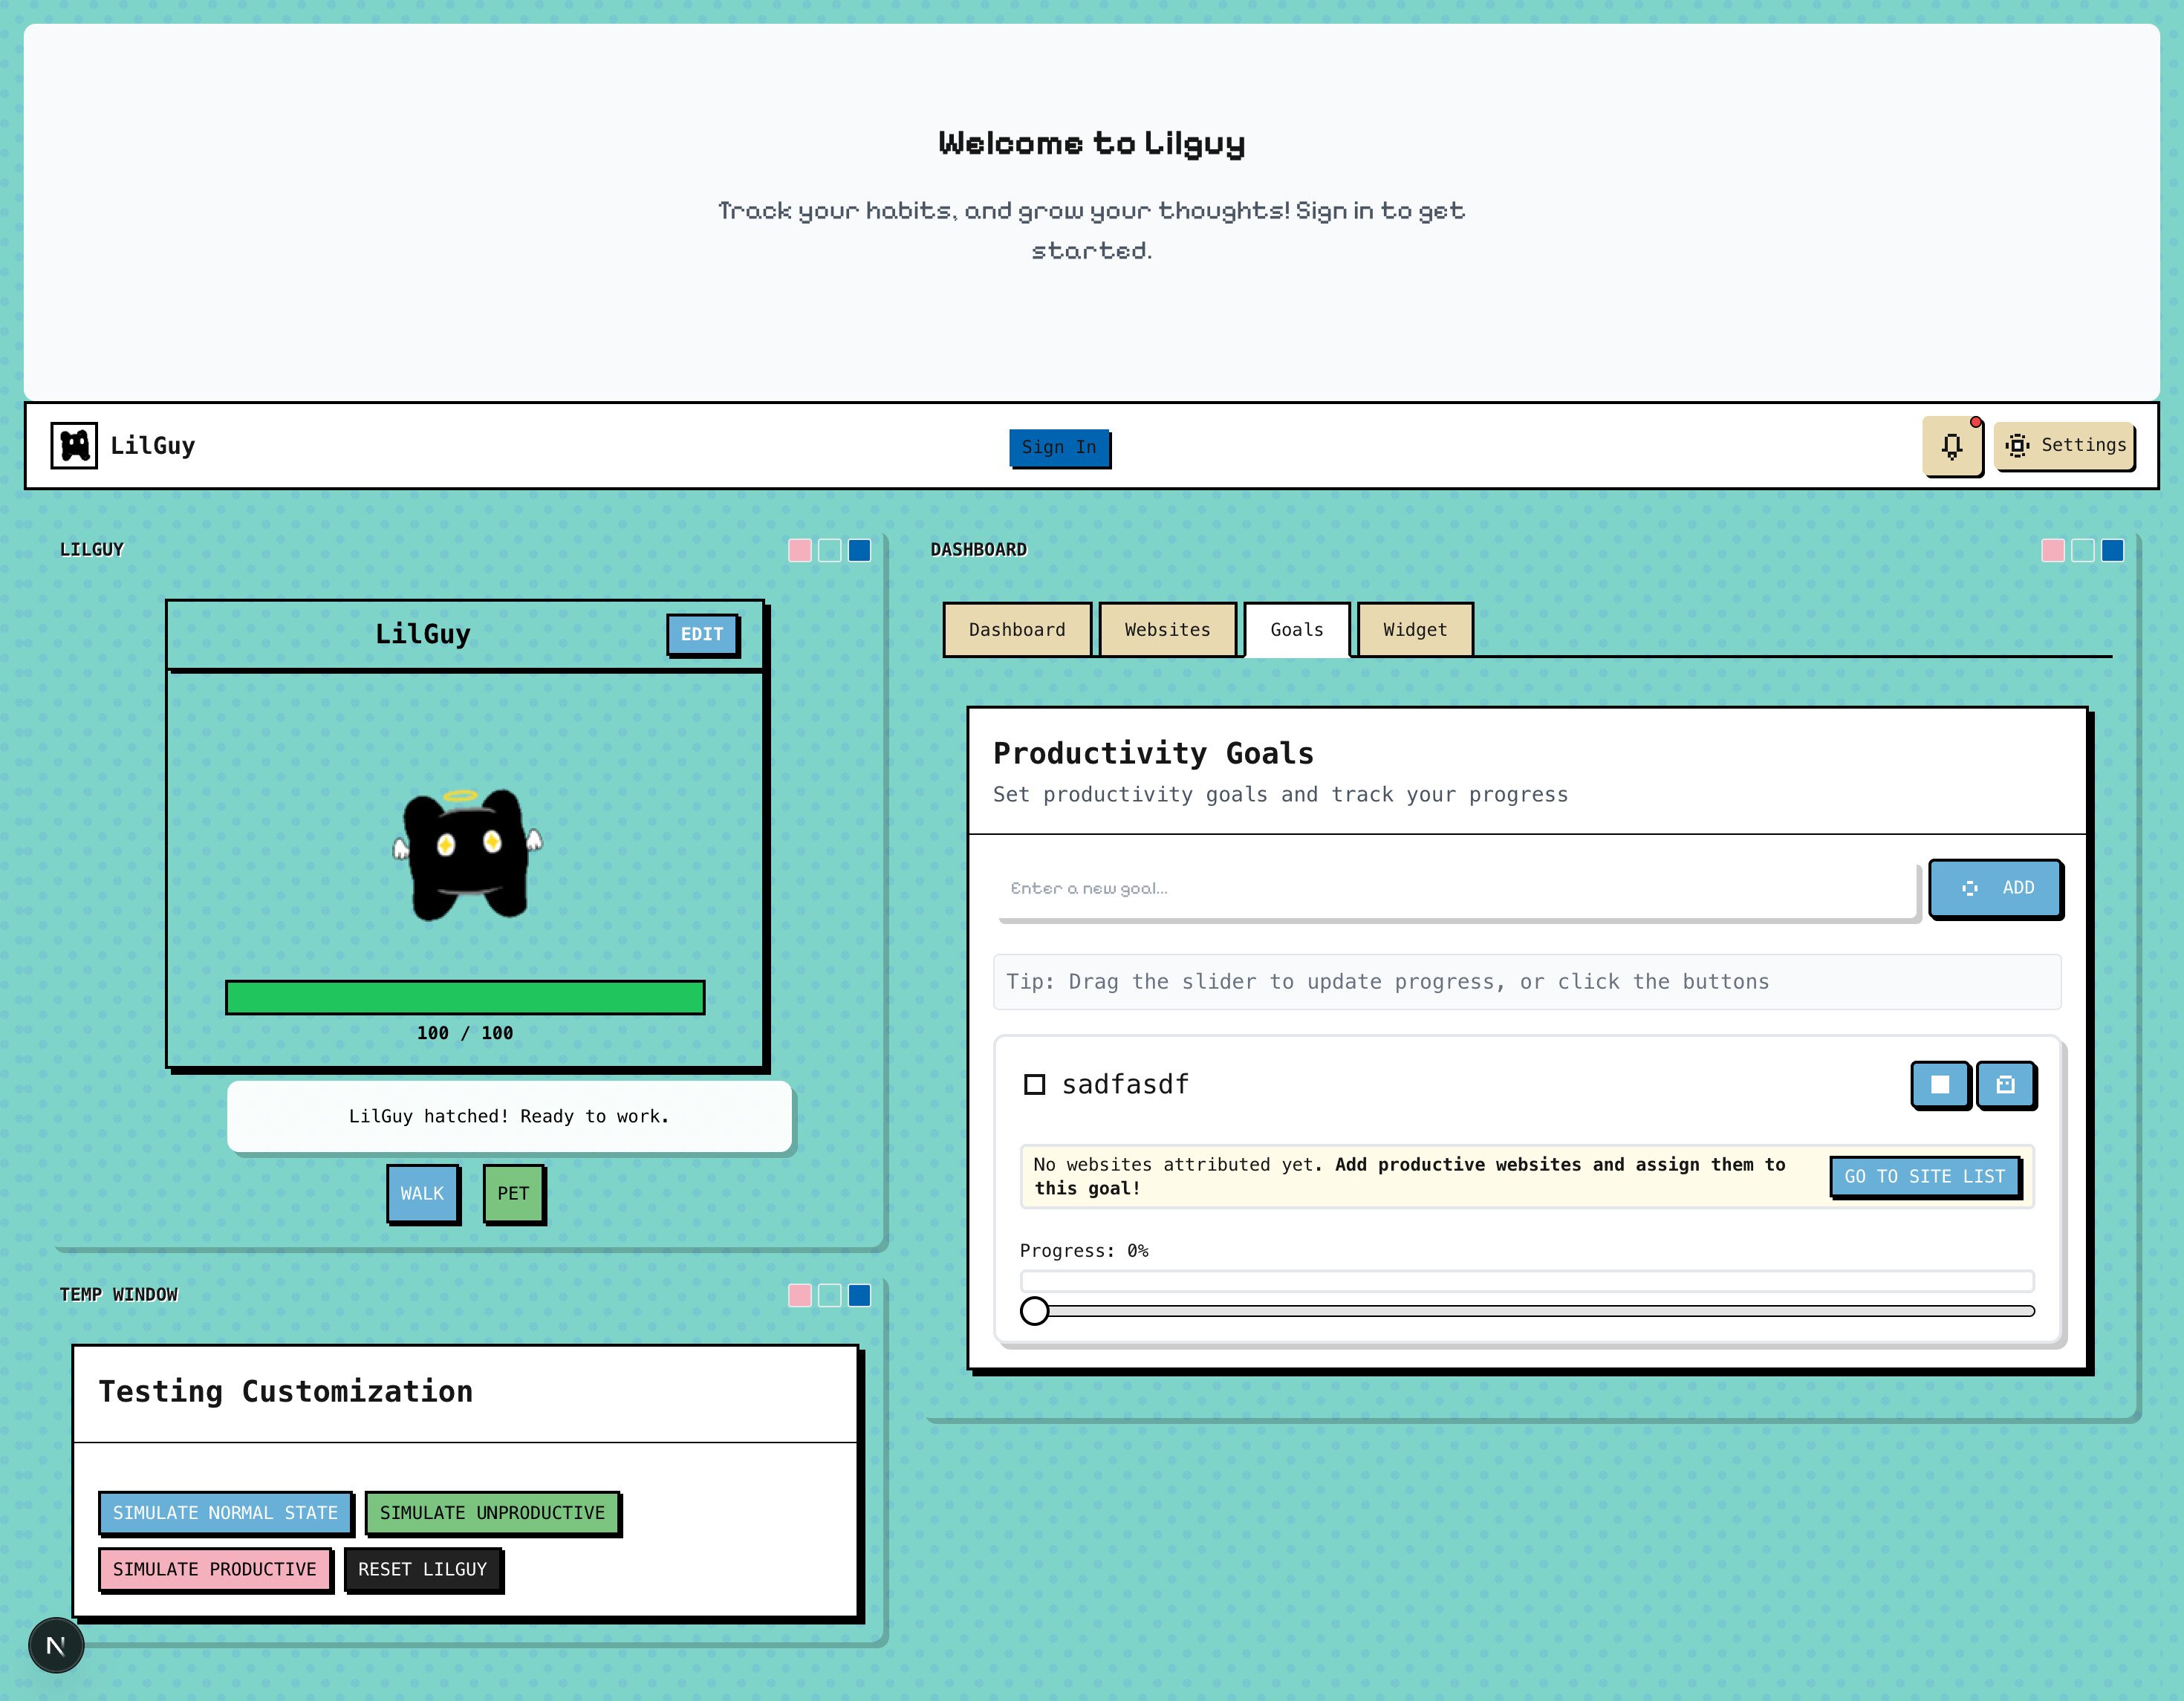 Welcome to Lilguy
Track your habits, and grow your thoughts! Sign in to get
started.
LilGuy
Sign In
Settings
LILGUY
LilGuy
EDIT
100 / 100
LilGuy hatched! Ready to work.
WALK
PET
TEMP WINDOW
Testing Customization
SIMULATE NORMAL STATE
SIMULATE UNPRODUCTIVE
SIMULATE PRODUCTIVE
RESET LILGUY
N
DASHBOARD
Dashboard
Websites
Goals
Widget
Productivity Goals
Set productivity goals and track your progress
Enter a new goal...
ADD
Tip: Drag the slider to update progress, or click the buttons
sadfasdf
No websites attributed yet. Add productive websites and assign them to
this goal!
GO TO SITE LIST
Progress: 0%